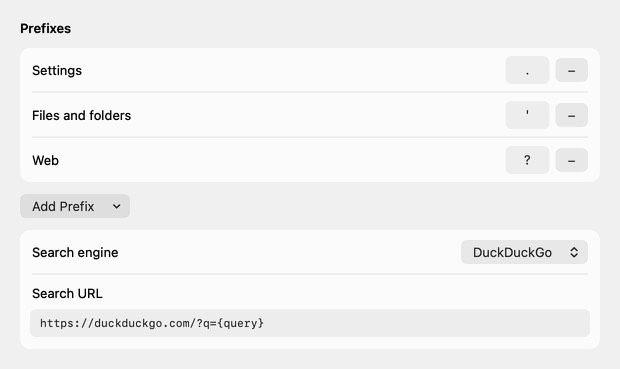 Prefixes
Settings . –
Files and folders ' –
Web ? –
Add Prefix
Search engine DuckDuckGo
Search URL
https://duckduckgo.com/?q={query}